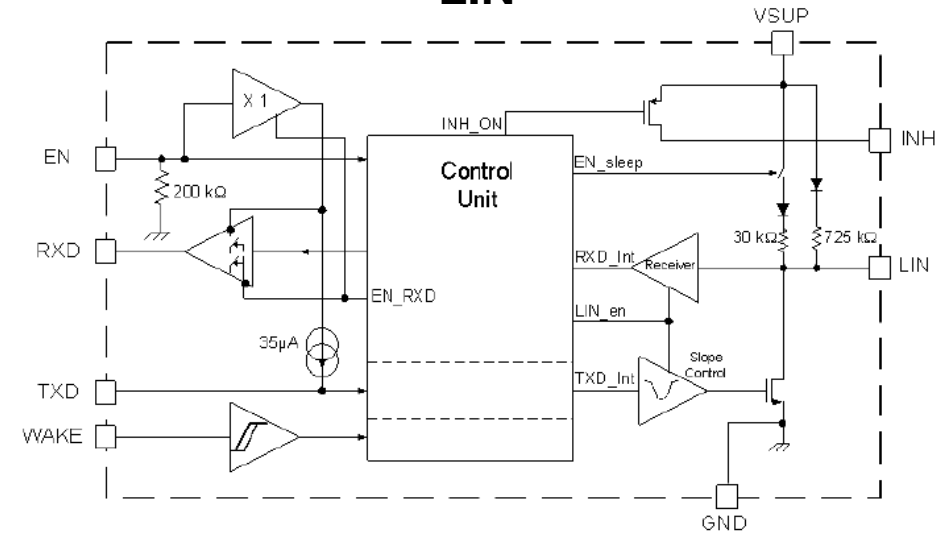 LIN
VSUP
X 1
INH_ON
INH
EN
Control
Unit
EN_sleep
200 kΩ
30 kΩ
725 kΩ
RXD
RXD_Int
Receiver
LIN
EN_RXD
LIN_en
35µA
Slope
Control
TXD
TXD_Int
WAKE
GND